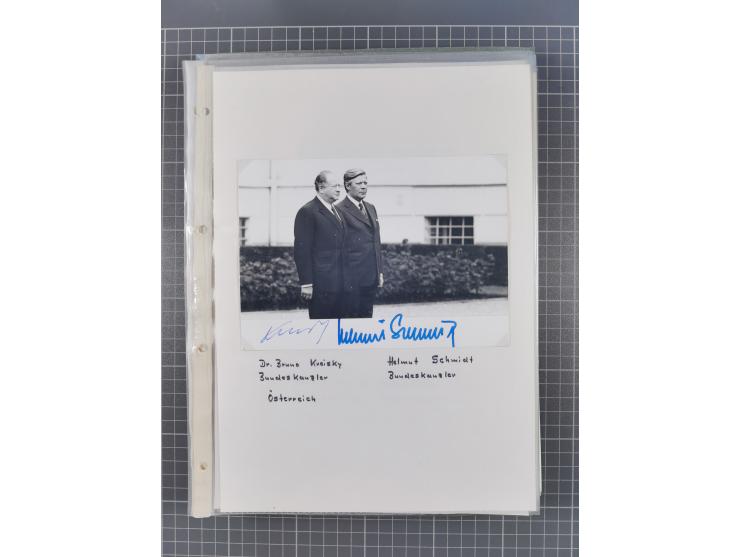 Dr. Bruno Kreisky
Bundeskanzler
Österreich
Helmut Schmidt
Bundeskanzler